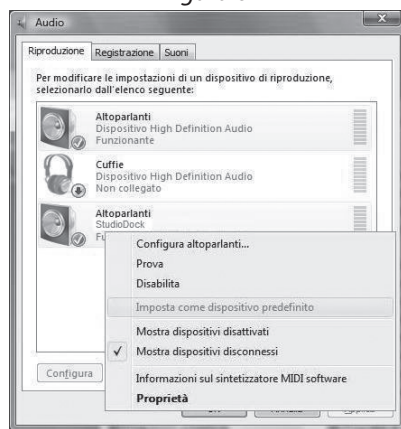 Audio
Riproduzione Registrazione Suoni
Per modificare le impostazioni di un dispositivo di riproduzione,
selezionarlo dall'elenco seguente:
Altoparlanti
Dispositivo High Definition Audio
Funzionante
Cuffie
Dispositivo High Definition Audio
Non collegato
Altoparlanti
StudioDock
Configura altoparlanti...
Prova
Disabilita
Imposta come dispositivo predefinito
Mostra dispositivi disattivati
Mostra dispositivi disconnessi
Informazioni sul sintetizzatore MIDI software
Proprietà
Configura